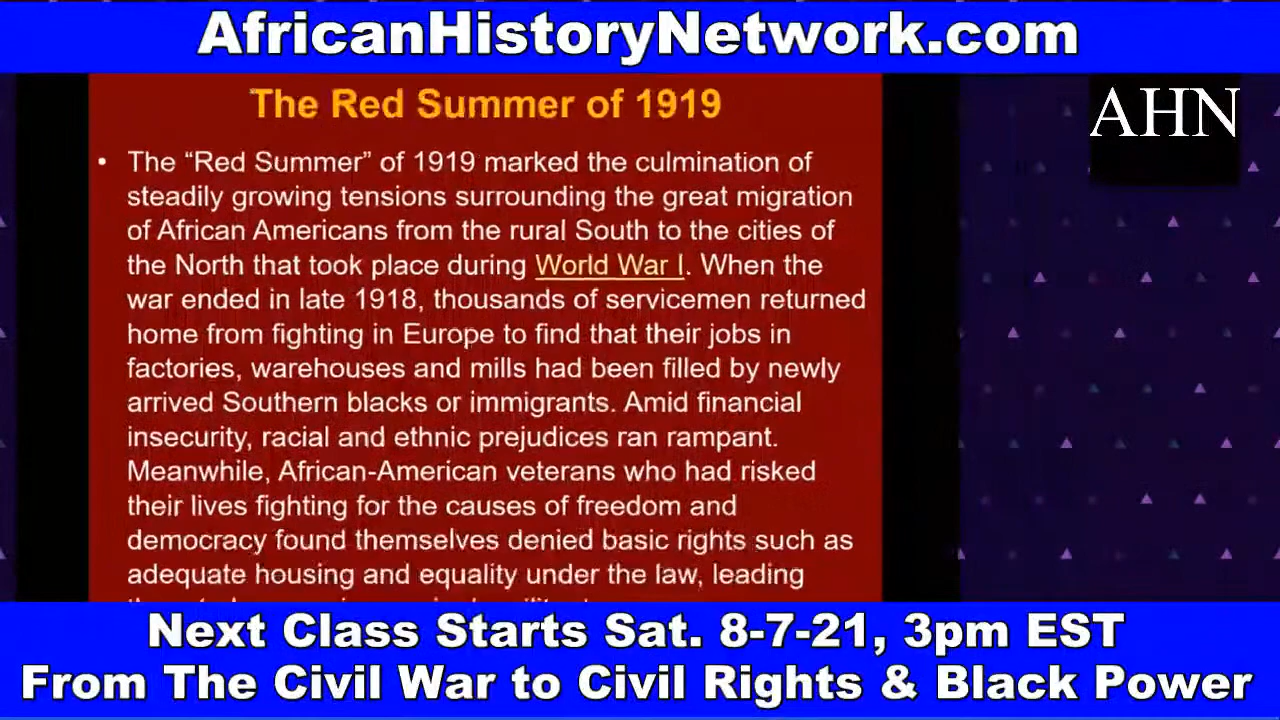 AfricanHistoryNetwork.com
The Red Summer of 1919
AHN
• The “Red Summer” of 1919 marked the culmination of
steadily growing tensions surrounding the great migration
of African Americans from the rural South to the cities of
the North that took place during World War I. When the
war ended in late 1918, thousands of servicemen returned
home from fighting in Europe to find that their jobs in
factories, warehouses and mills had been filled by newly
arrived Southern blacks or immigrants. Amid financial
insecurity, racial and ethnic prejudices ran rampant.
Meanwhile, African-American veterans who had risked
their lives fighting for the causes of freedom and
democracy found themselves denied basic rights such as
adequate housing and equality under the law, leading
Next Class Starts Sat. 8-7-21, 3pm EST
From The Civil War to Civil Rights & Black Power